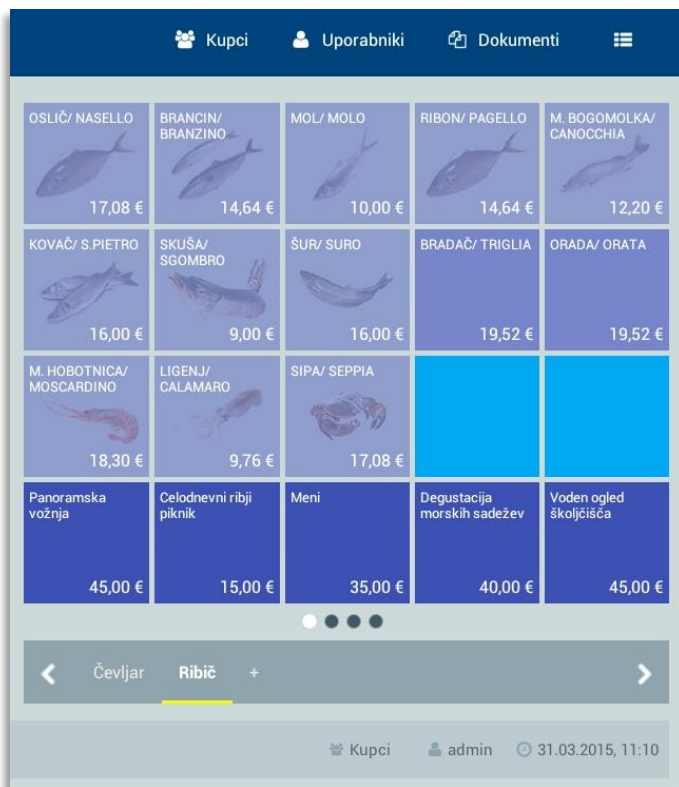 Kupci Uporabniki Dokumenti
OSLIČ/ NASELLO
17,08 €
BRANCIN/
BRANZINO
14,64 €
MOL/ MOLO
10,00 €
RIBON/ PAGELLO
14,64 €
M. BOGOMOLKA/
CANOCCHIA
12,20 €
KOVAČ/ S.PIETRO
16,00 €
SKUŠA/
SGOMBRO
9,00 €
ŠUR/ SURO
16,00 €
BRADAČ/ TRIGLIA
19,52 €
ORADA/ ORATA
19,52 €
M. HOBOTNICA/
MOSCARDINO
18,30 €
LIGENJ/
CALAMARO
9,76 €
SIPA/ SEPPIA
17,08 €
Panoramska
vožnja
45,00 €
Celodnevni ribji
piknik
15,00 €
Meni
35,00 €
Degustacija
morskih sadežev
40,00 €
Voden ogled
školjčišča
45,00 €
Čevljar Ribič +
Kupci admin 31.03.2015, 11:10